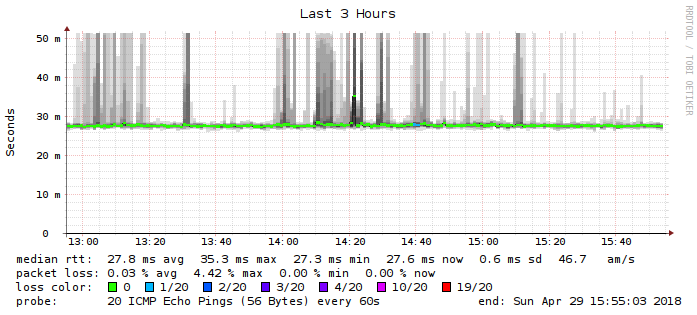 Last 3 Hours
RRDTOOL / TOBI OETIKER
Seconds
50 m
40 m
30 m
20 m
10 m
0
13:00 13:20 13:40 14:00 14:20 14:40 15:00 15:20 15:40
median rtt: 27.8 ms avg 35.3 ms max 27.3 ms min 27.6 ms now 0.6 ms sd 46.7 am/s
packet loss: 0.03 % avg 4.42 % max 0.00 % min 0.00 % now
loss color: 0 1/20 2/20 3/20 4/20 10/20 19/20
probe: 20 ICMP Echo Pings (56 Bytes) every 60s end: Sun Apr 29 15:55:03 2018